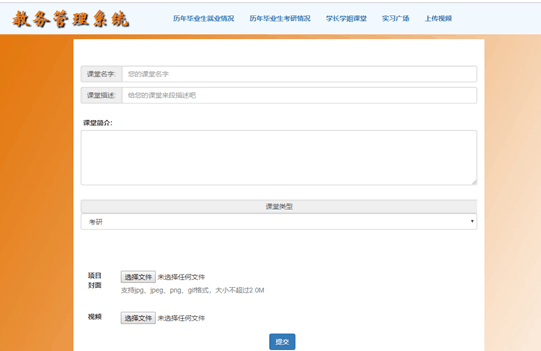 教务管理系统
历年毕业生就业情况 历年毕业生考研情况 学长学姐课堂 实习广场 上传视频
课堂名字: 您的课堂名字
课堂描述: 给您的课堂来段描述吧
课堂简介:
课堂类型
考研
项目
封面
选择文件 未选择任何文件
支持jpg、jpeg、png、gif格式，大小不超过2.0M
视频 选择文件 未选择任何文件
提交